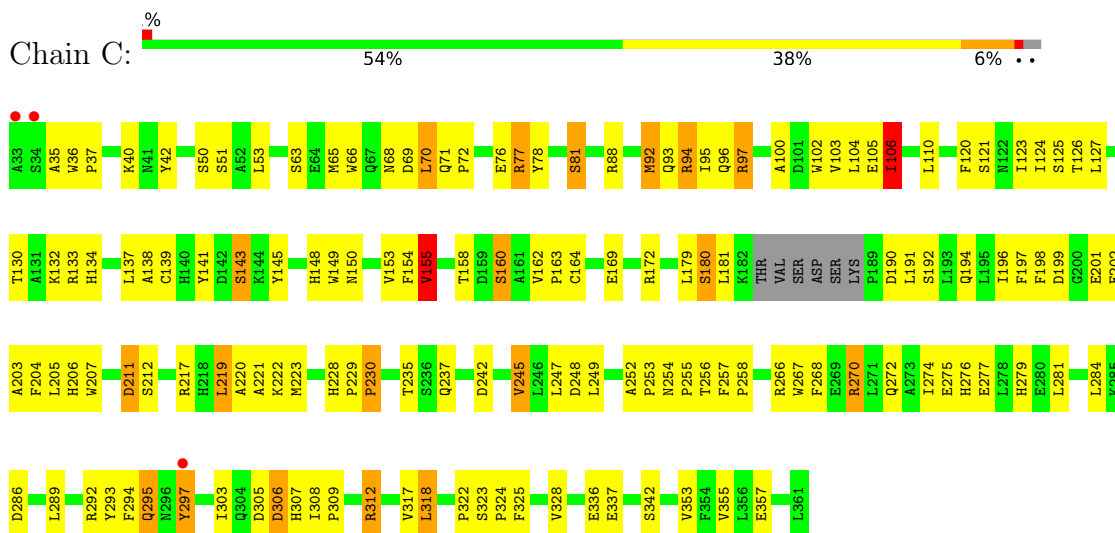 %
Chain C:
54% 38% 6%
A33 S34 A35 W36 P37 K40 N41 Y42 S50 S51 A52 L53 S63 E64 M65 W66 Q67 N68 D69 L70 Q71 P72 E76 R77 Y78 S81 R88 M92 Q93 R94 I95 Q96 R97 A100 D101 W102 V103 L104 E105 I106 L110 F120 S121 N122 I123 I124 S125 T126 L127
T130 A131 K132 R133 H134 L137 A138 C139 H140 Y141 D142 S143 K144 Y145 H148 W149 N150 V153 F154 V155 T158 D159 S160 A161 V162 P163 C164 E169 R172 L179 S180 L181 K182 THR VAL SER ASP SER LYS P189 D190 L191 S192 L193 Q194 L195 I196 F197 F198 D199 G200 E201
A203 F204 L205 H206 W207 D211 S212 R217 H218 L219 A220 A221 K222 M223 H228 P229 P230 T235 S236 Q237 D242 V245 L246 L247 D248 L249 A252 P253 N254 P255 T256 F257 P258 R266 W267 F268 E269 R270 L271 Q272 A273 I274 E275 H276 E277 L278 H279 E280 L281 L284
D286 L289 R292 Y293 F294 Q295 N296 Y297 I303 Q304 D305 D306 H307 I308 P309 R312 V317 L318 P322 S323 P324 F325 V328 E336 E337 S342 V353 F354 V355 L356 E357 L361